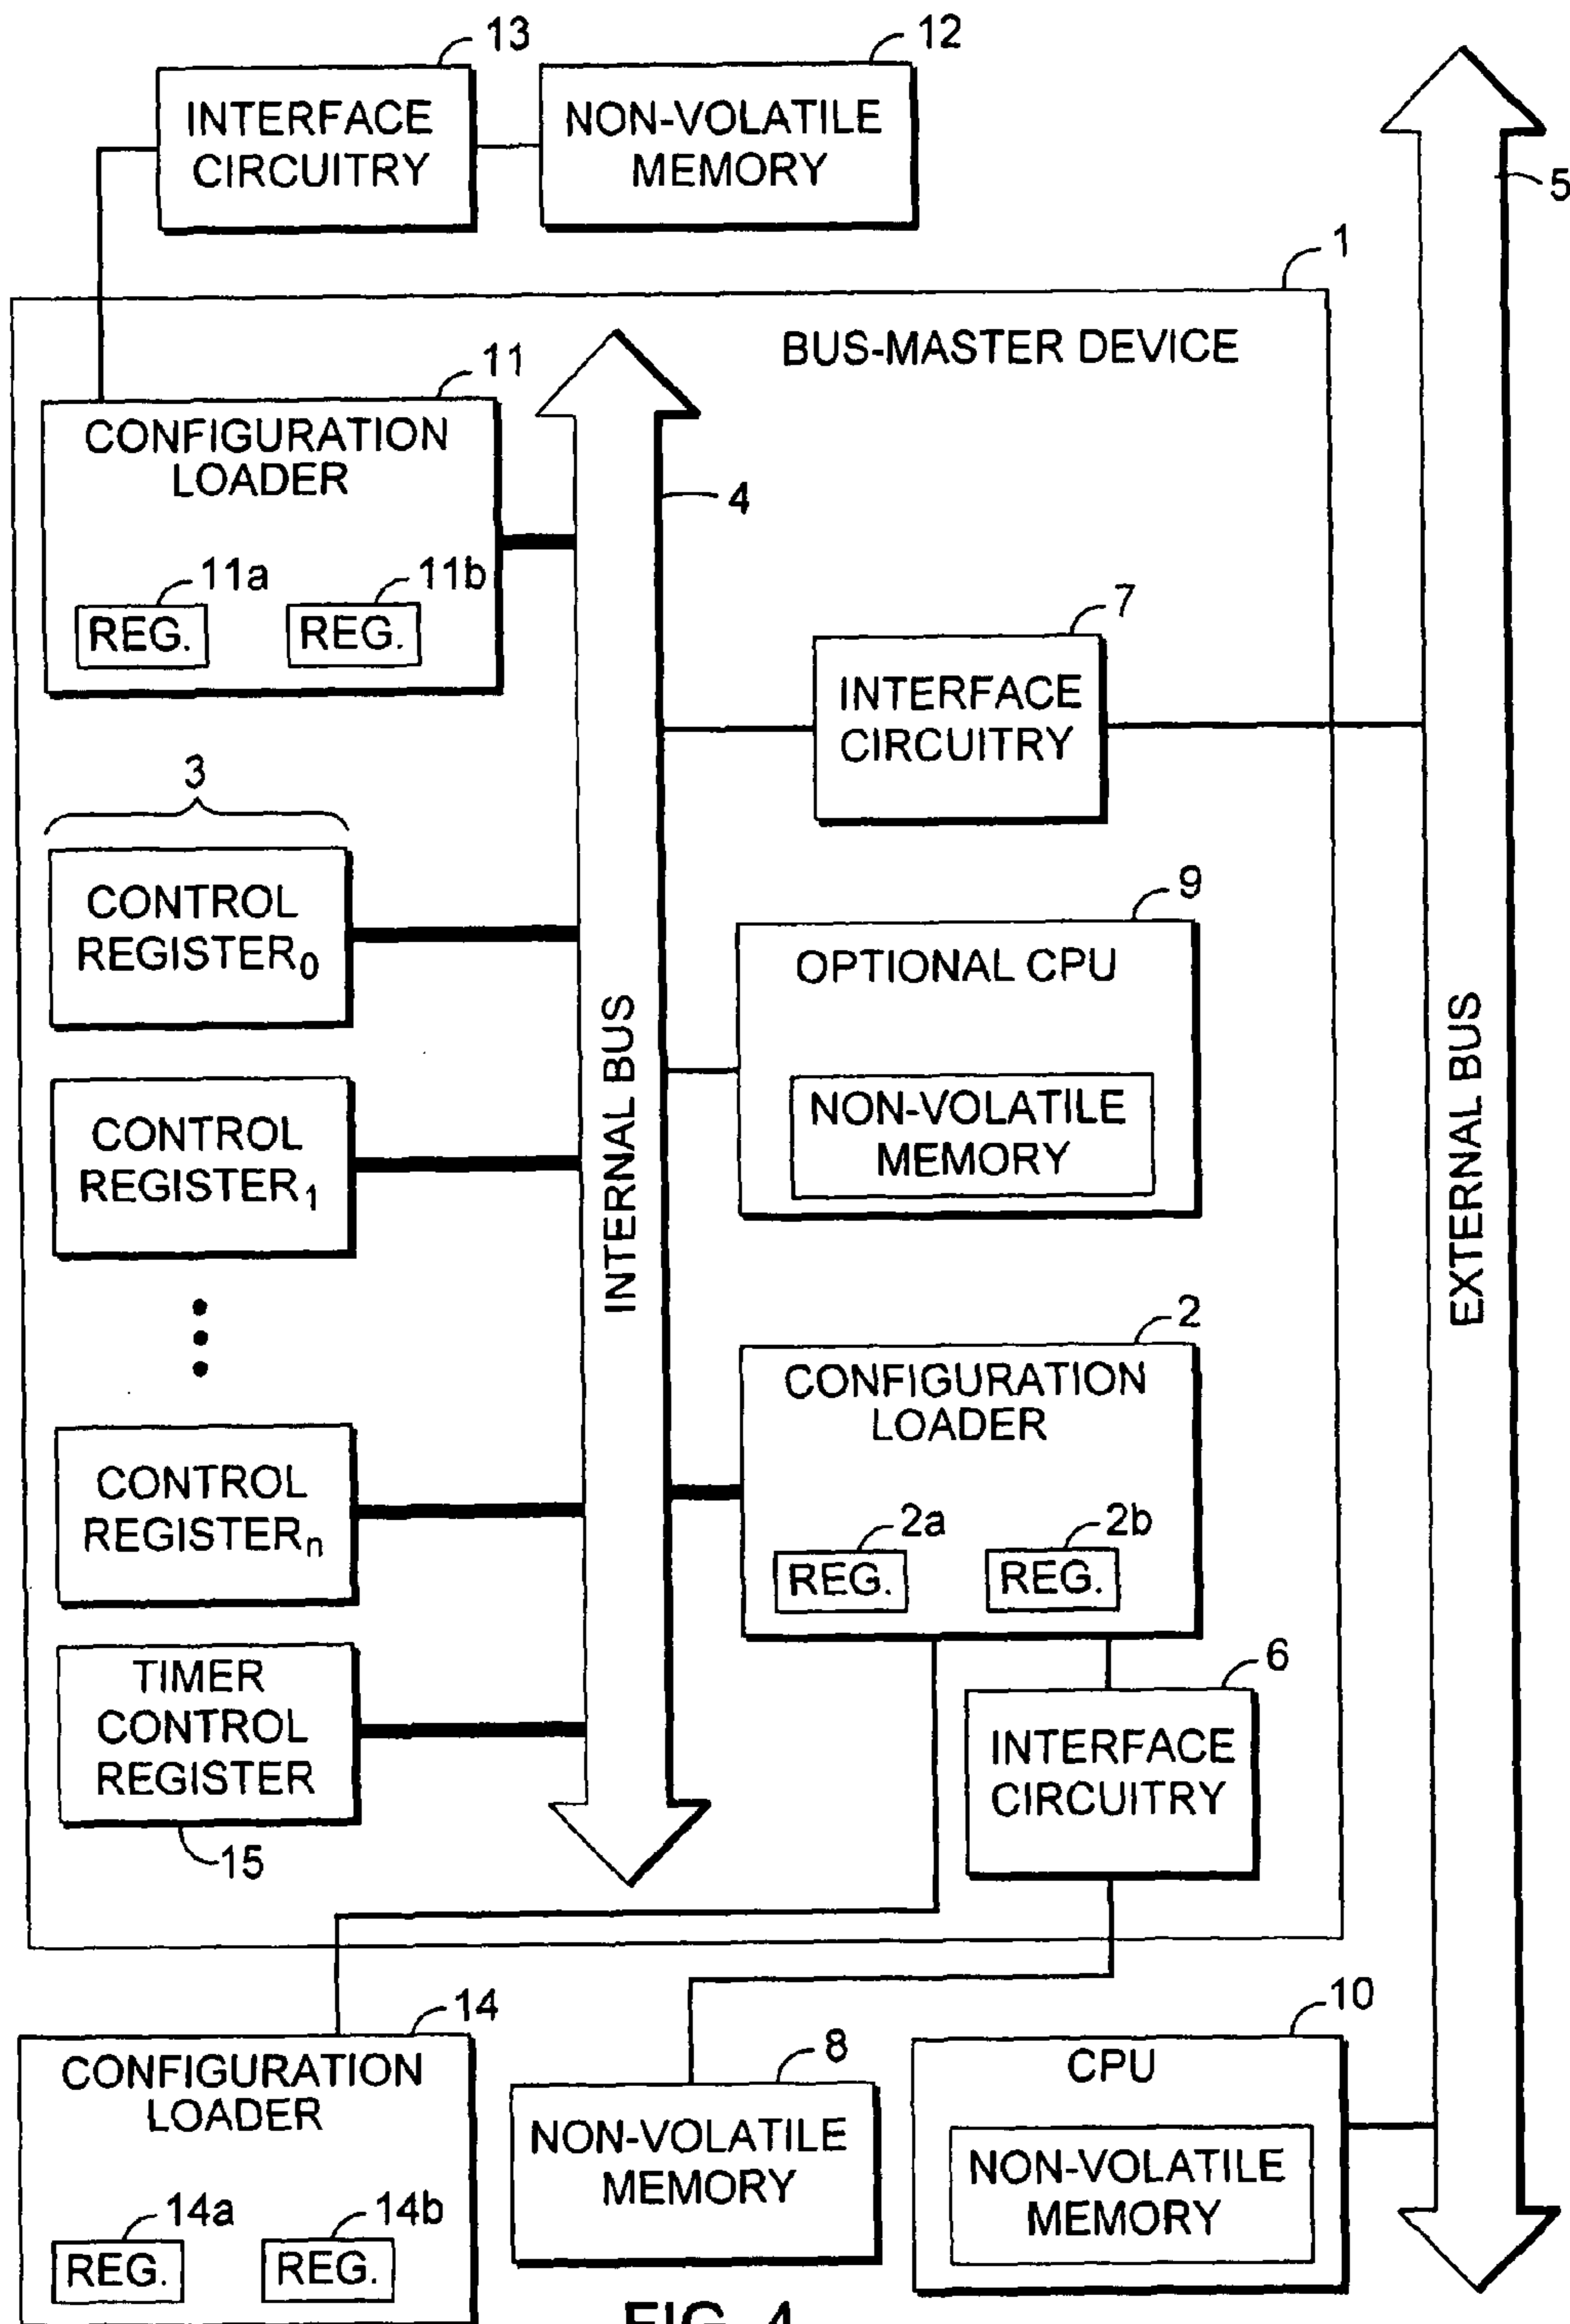 13
12
INTERFACE
CIRCUITRY
NON-VOLATILE
MEMORY
5
1
BUS-MASTER DEVICE
11
CONFIGURATION
LOADER
11a
11b
REG.
REG.
4
7
INTERFACE
CIRCUITRY
3
CONTROL
REGISTER0
9
OPTIONAL CPU
NON-VOLATILE
MEMORY
CONTROL
REGISTER1
INTERNAL BUS
EXTERNAL BUS
2
CONFIGURATION
LOADER
2a
2b
REG.
REG.
CONTROL
REGISTERn
TIMER
CONTROL
REGISTER
15
6
INTERFACE
CIRCUITRY
14
CONFIGURATION
LOADER
14a
14b
REG.
REG.
8
NON-VOLATILE
MEMORY
10
CPU
NON-VOLATILE
MEMORY
FIG. 4